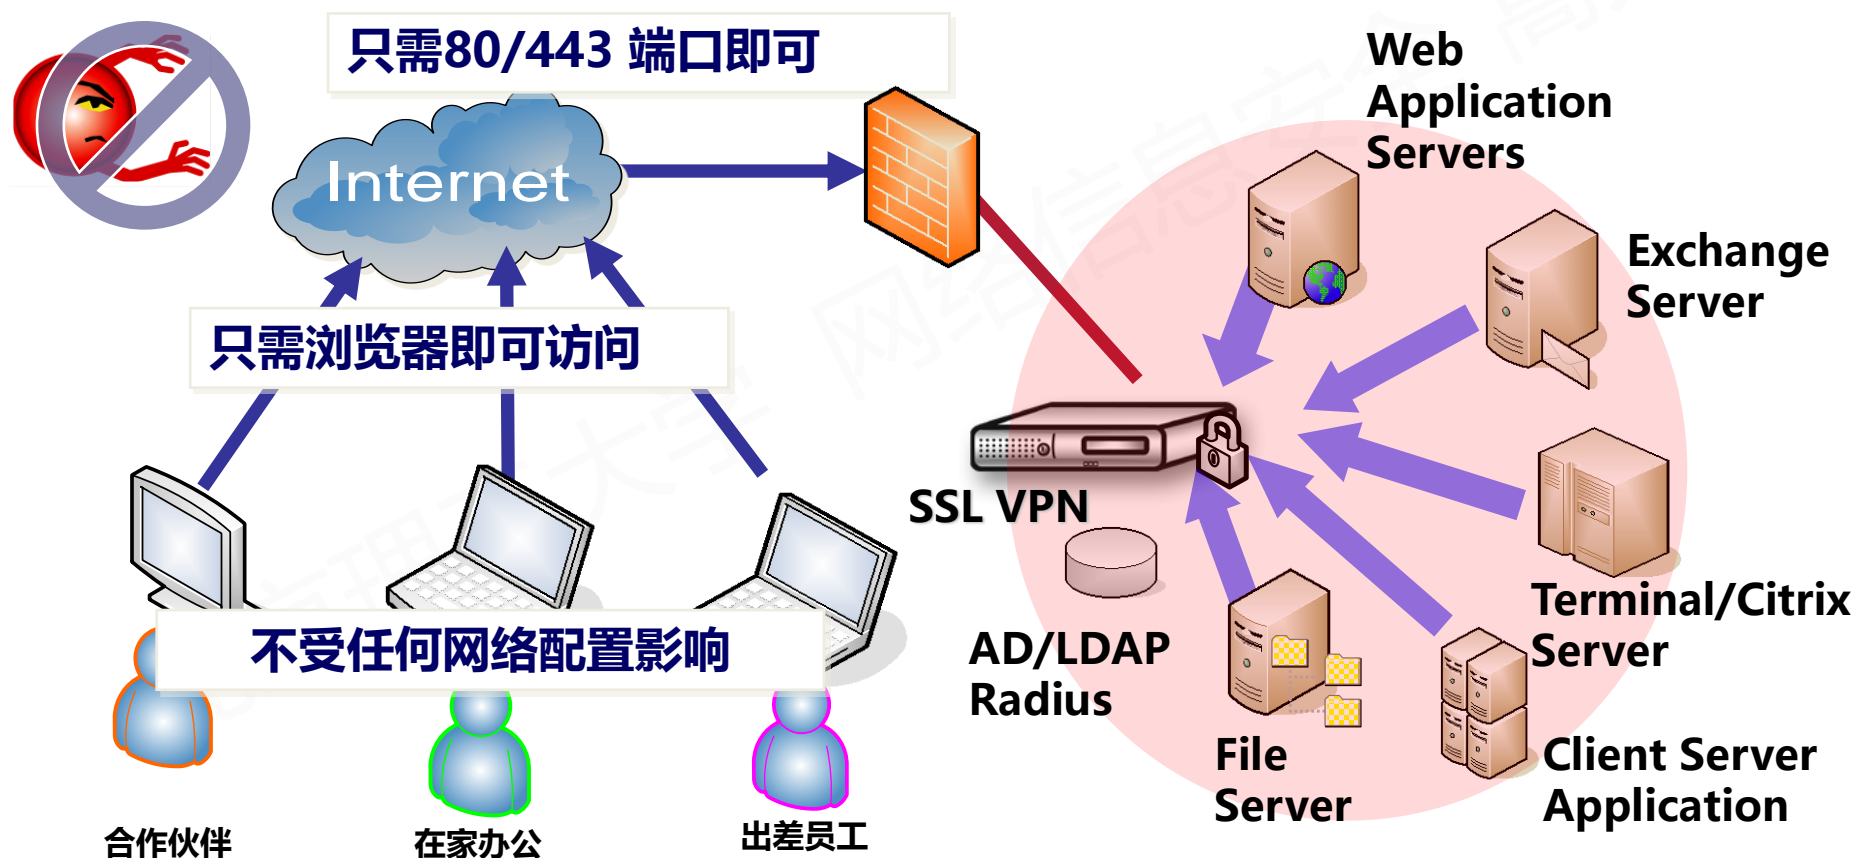 只需80/443 端口即可
Internet
只需浏览器即可访问
不受任何网络配置影响
合作伙伴
在家办公
出差员工
Web
Application
Servers
Exchange
Server
SSL VPN
Terminal/Citrix
Server
AD/LDAP
Radius
File
Server
Client Server
Application